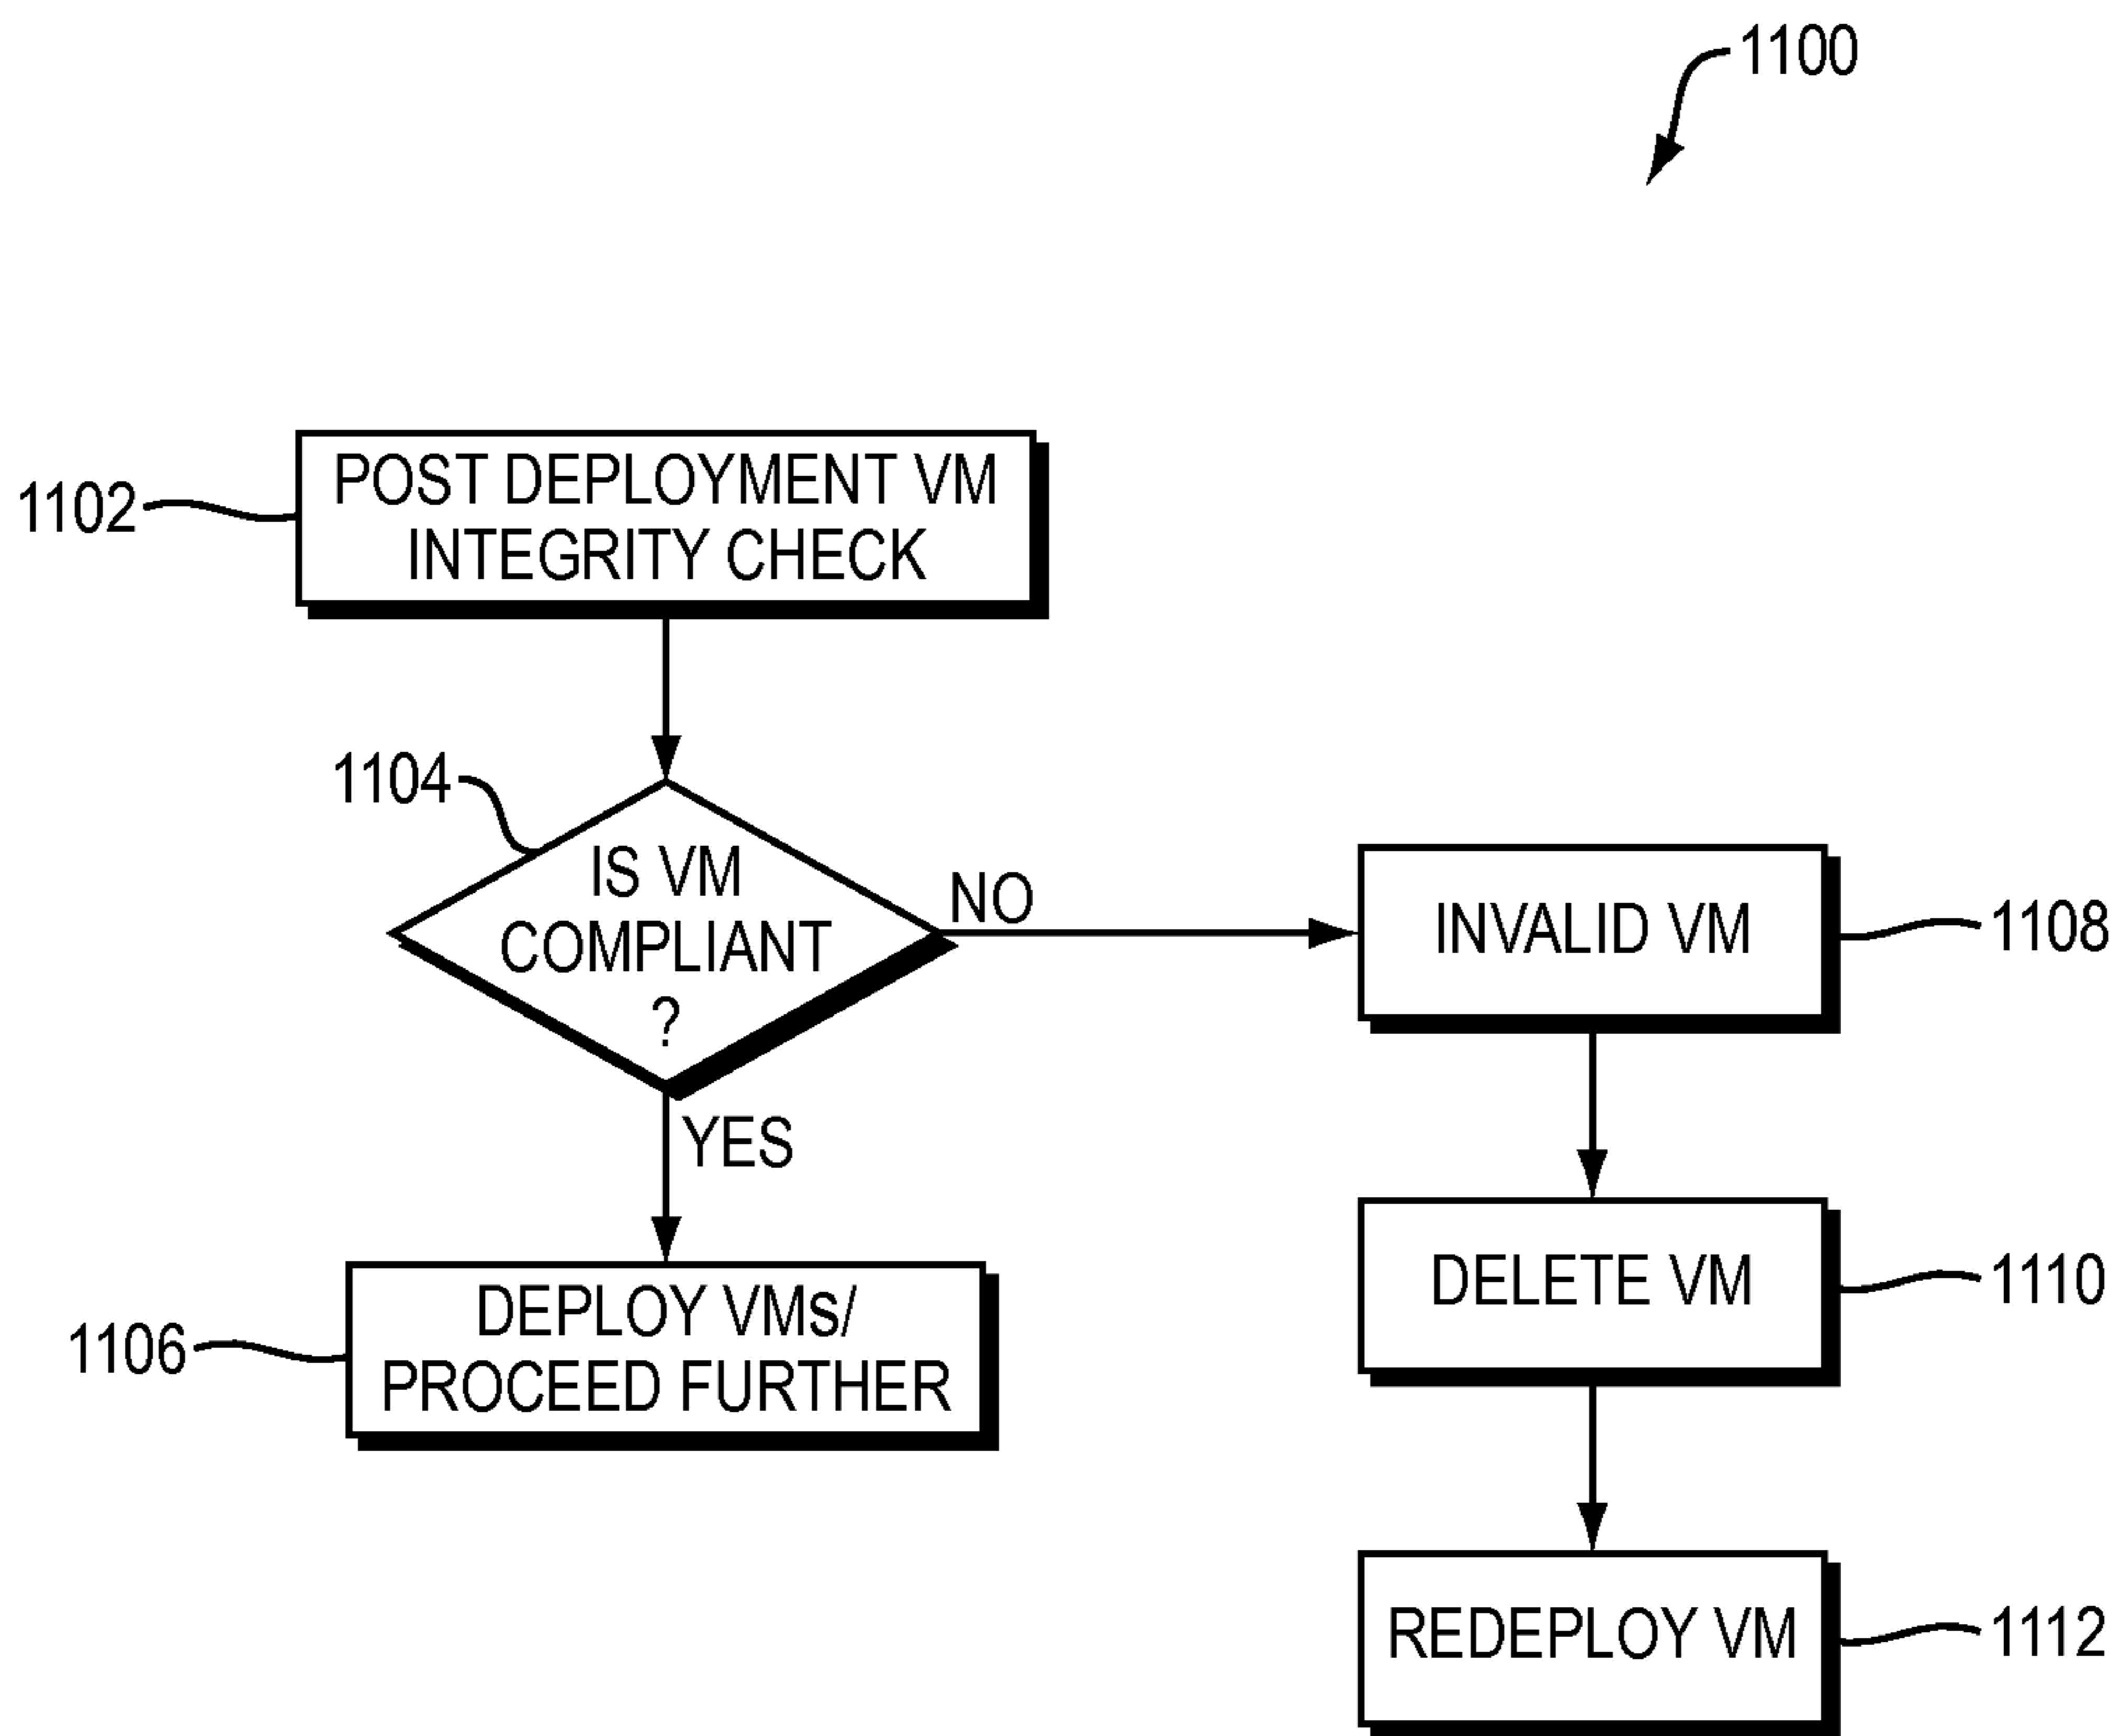 1100
POST DEPLOYMENT VM
INTEGRITY CHECK
1102
1104
IS VM
COMPLIANT
?
NO
YES
INVALID VM
1108
DEPLOY VMs/
PROCEED FURTHER
1106
DELETE VM
1110
REDEPLOY VM
1112